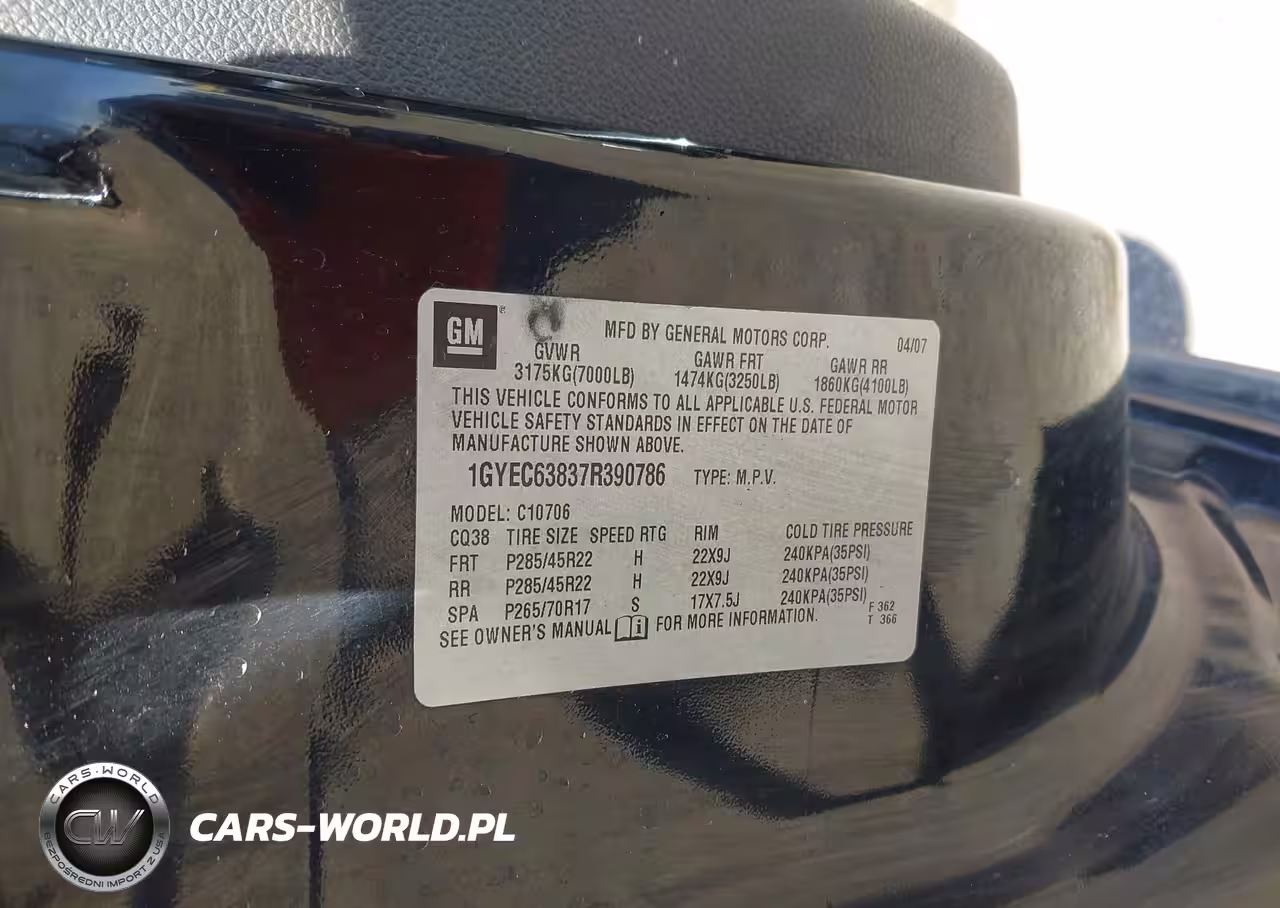 GM ®
MFD BY GENERAL MOTORS CORP. 04/07
GVWR GAWR FRT GAWR RR
3175KG(7000LB) 1474KG(3250LB) 1860KG(4100LB)
THIS VEHICLE CONFORMS TO ALL APPLICABLE U.S. FEDERAL MOTOR
VEHICLE SAFETY STANDARDS IN EFFECT ON THE DATE OF
MANUFACTURE SHOWN ABOVE.
1GYEC63837R390786 TYPE: M.P.V.
MODEL: C10706
CQ38 TIRE SIZE SPEED RTG RIM COLD TIRE PRESSURE
FRT P285/45R22 H 22X9J 240KPA(35PSI)
RR P285/45R22 H 22X9J 240KPA(35PSI)
SPA P265/70R17 S 17X7.5J 240KPA(35PSI) F 362
SEE OWNER'S MANUAL i FOR MORE INFORMATION. T 366
CARS-WORLD
CW
BEZPOŚREDNI IMPORT Z USA
CARS-WORLD.PL